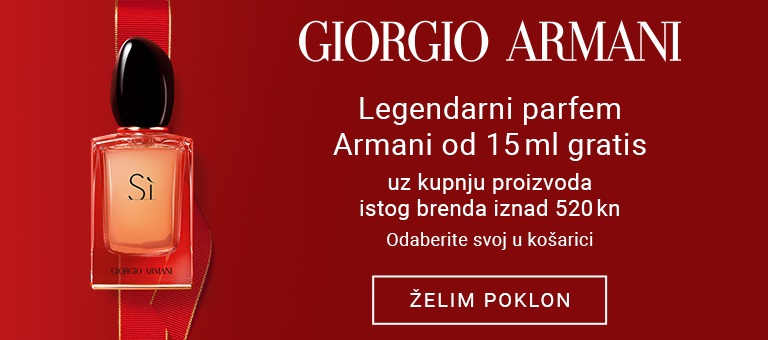 GIORGIO ARMANI
Legendarni parfem
Armani od 15 ml gratis
uz kupnju proizvoda
istog brenda iznad 520 kn
Odaberite svoj u košarici
ŽELIM POKLON
Sì
GIORGIO ARMANI